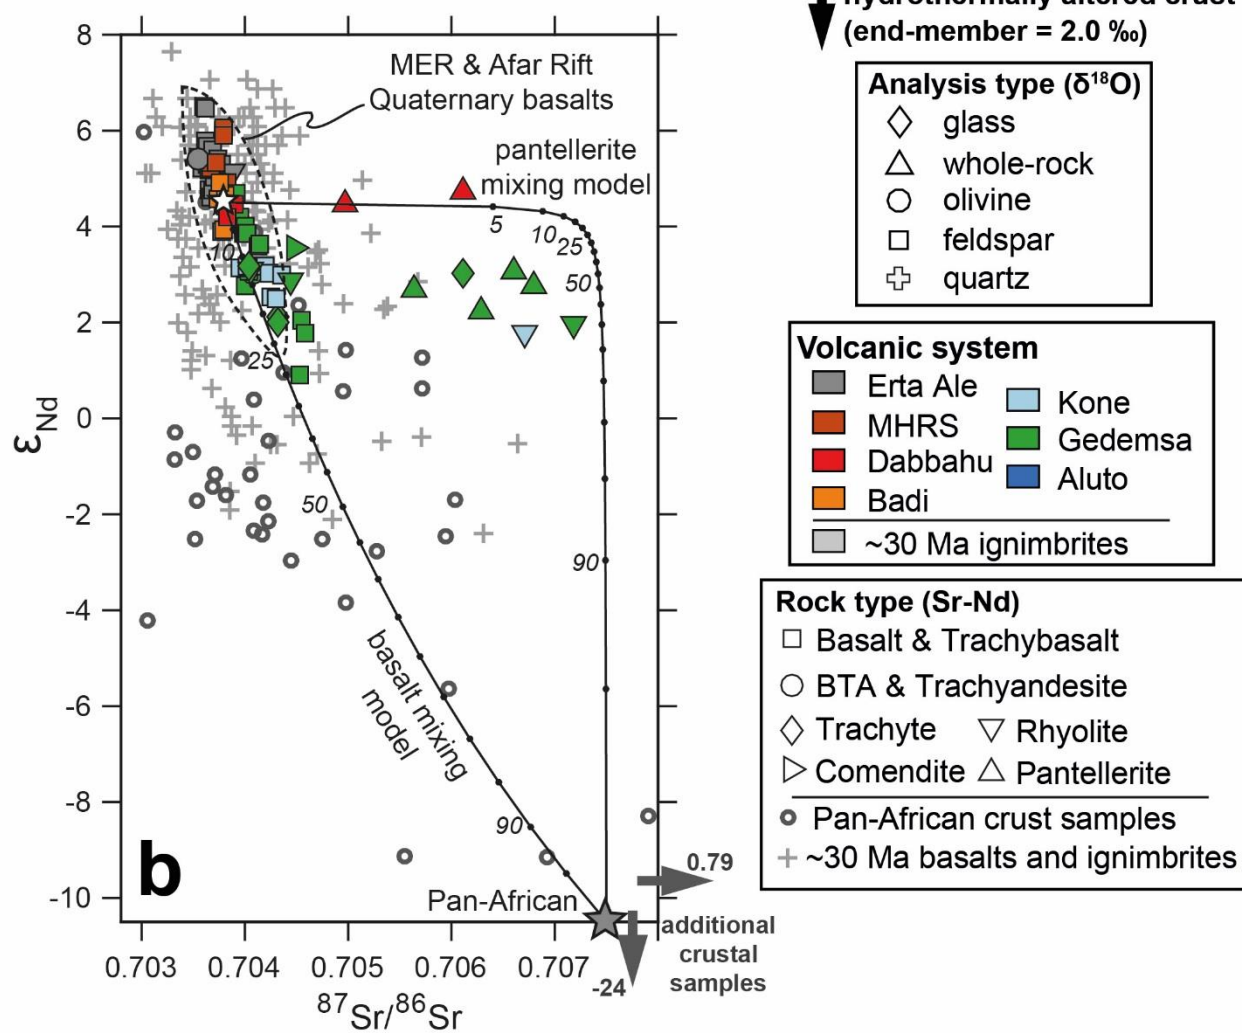 hydrothermally altered crust
(end-member = 2.0 ‰)
8
6
4
2
0
-2
-4
-6
-8
-10
εNd
MER & Afar Rift
Quaternary basalts
pantellerite
mixing model
5
10
25
50
90
10
25
50
90
basalt mixing
model
b
Pan-African
0.79
additional
crustal
samples
-24
0.703
0.704
0.705
0.706
0.707
⁸⁷Sr/⁸⁶Sr
Analysis type (δ¹⁸O)
glass
whole-rock
olivine
feldspar
quartz
Volcanic system
Erta Ale
MHRS
Dabbahu
Badi
Kone
Gedemsa
Aluto
~30 Ma ignimbrites
Rock type (Sr-Nd)
Basalt & Trachybasalt
BTA & Trachyandesite
Trachyte
Rhyolite
Comendite
Pantellerite
Pan-African crust samples
~30 Ma basalts and ignimbrites